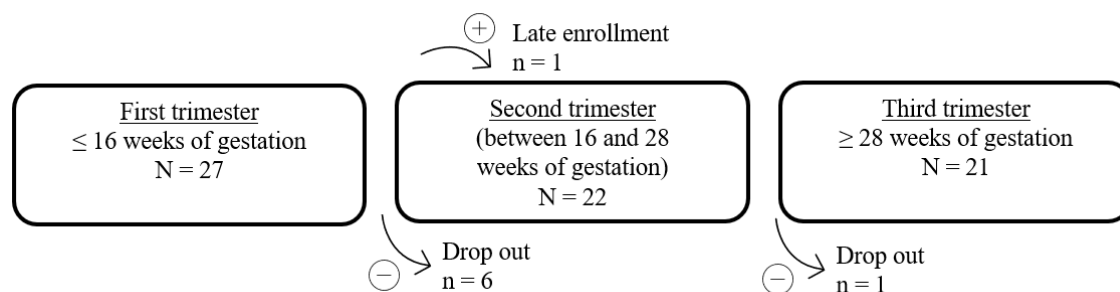 + Late enrollment
n = 1
First trimester
≤ 16 weeks of gestation
N = 27
Second trimester
(between 16 and 28
weeks of gestation)
N = 22
Third trimester
≥ 28 weeks of gestation
N = 21
− Drop out
n = 6
− Drop out
n = 1